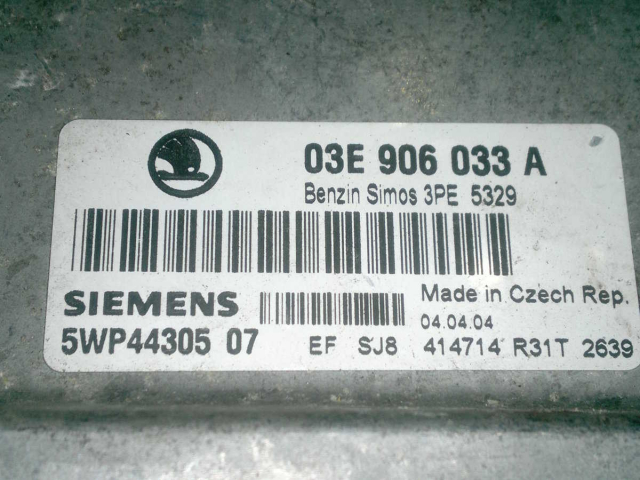 03E 906 033 A
Benzin Simos 3PE 5329
SIEMENS
Made in Czech Rep.
04.04.04
5WP44305 07
EF SJ8 414714 R31T 2639